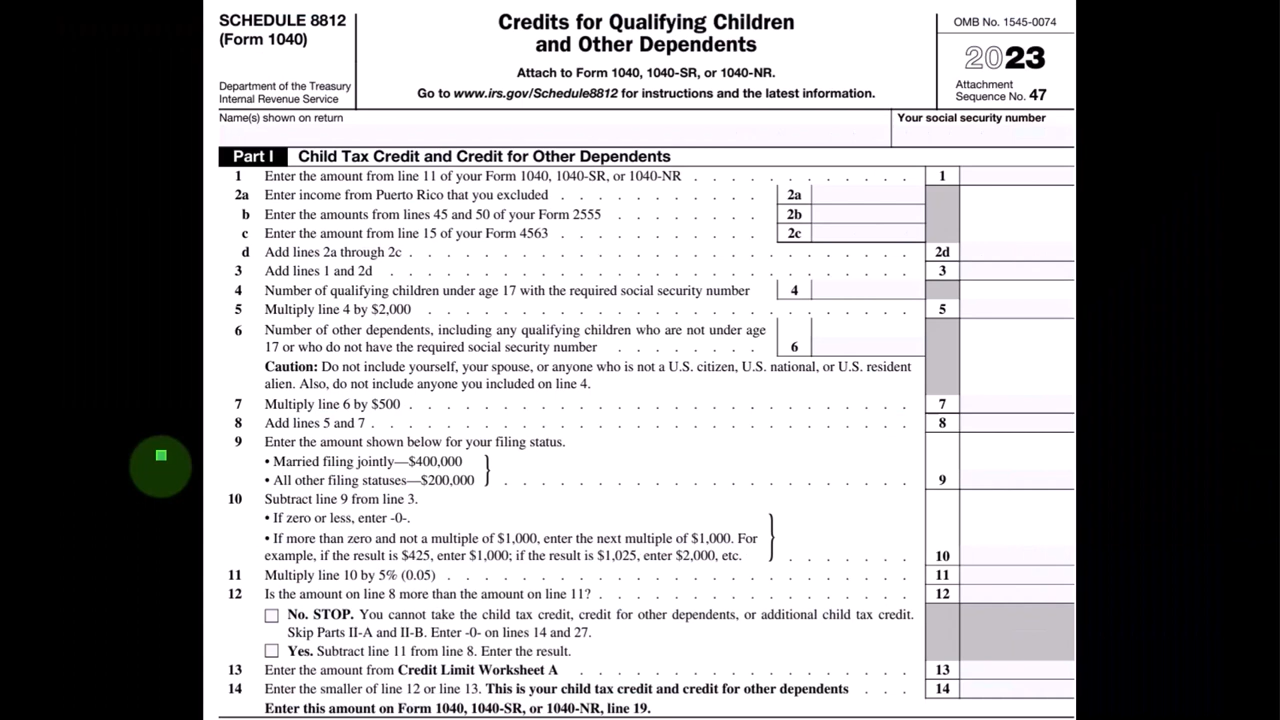 SCHEDULE 8812
(Form 1040)
Department of the Treasury
Internal Revenue Service
Credits for Qualifying Children
and Other Dependents
Attach to Form 1040, 1040-SR, or 1040-NR.
Go to www.irs.gov/Schedule8812 for instructions and the latest information.
OMB No. 1545-0074
2023
Attachment
Sequence No. 47
Name(s) shown on return
Your social security number
Part I Child Tax Credit and Credit for Other Dependents
1 Enter the amount from line 11 of your Form 1040, 1040-SR, or 1040-NR . . . . . . . . . . . . 1
2a Enter income from Puerto Rico that you excluded . . . . . . . . . . . 2a
b Enter the amounts from lines 45 and 50 of your Form 2555 . . . . . . . . 2b
c Enter the amount from line 15 of your Form 4563 . . . . . . . . . . . 2c
d Add lines 2a through 2c . . . . . . . . . . . . . . . . . . . . . . . . . . . 2d
3 Add lines 1 and 2d . . . . . . . . . . . . . . . . . . . . . . . . . . . . 3
4 Number of qualifying children under age 17 with the required social security number 4
5 Multiply line 4 by $2,000 . . . . . . . . . . . . . . . . . . . . . . . . . . 5
6 Number of other dependents, including any qualifying children who are not under age
17 or who do not have the required social security number . . . . . . . . 6
Caution: Do not include yourself, your spouse, or anyone who is not a U.S. citizen, U.S. national, or U.S. resident
alien. Also, do not include anyone you included on line 4.
7 Multiply line 6 by $500 . . . . . . . . . . . . . . . . . . . . . . . . . . . 7
8 Add lines 5 and 7 . . . . . . . . . . . . . . . . . . . . . . . . . . . . . 8
9 Enter the amount shown below for your filing status.
• Married filing jointly—$400,000
• All other filing statuses—$200,000 } . . . . . . . . . . . . . . . . . . . . . . 9
10 Subtract line 9 from line 3.
• If zero or less, enter -0-.
• If more than zero and not a multiple of $1,000, enter the next multiple of $1,000. For
example, if the result is $425, enter $1,000; if the result is $1,025, enter $2,000, etc. } . . . . . . 10
11 Multiply line 10 by 5% (0.05) . . . . . . . . . . . . . . . . . . . . . . . . . 11
12 Is the amount on line 8 more than the amount on line 11? . . . . . . . . . . . . . . . . . 12
☐ No. STOP. You cannot take the child tax credit, credit for other dependents, or additional child tax credit.
Skip Parts II-A and II-B. Enter -0- on lines 14 and 27.
☐ Yes. Subtract line 11 from line 8. Enter the result.
13 Enter the amount from Credit Limit Worksheet A . . . . . . . . . . . . . . . . . . 13
14 Enter the smaller of line 12 or line 13. This is your child tax credit and credit for other dependents . . . 14
Enter this amount on Form 1040, 1040-SR, or 1040-NR, line 19.